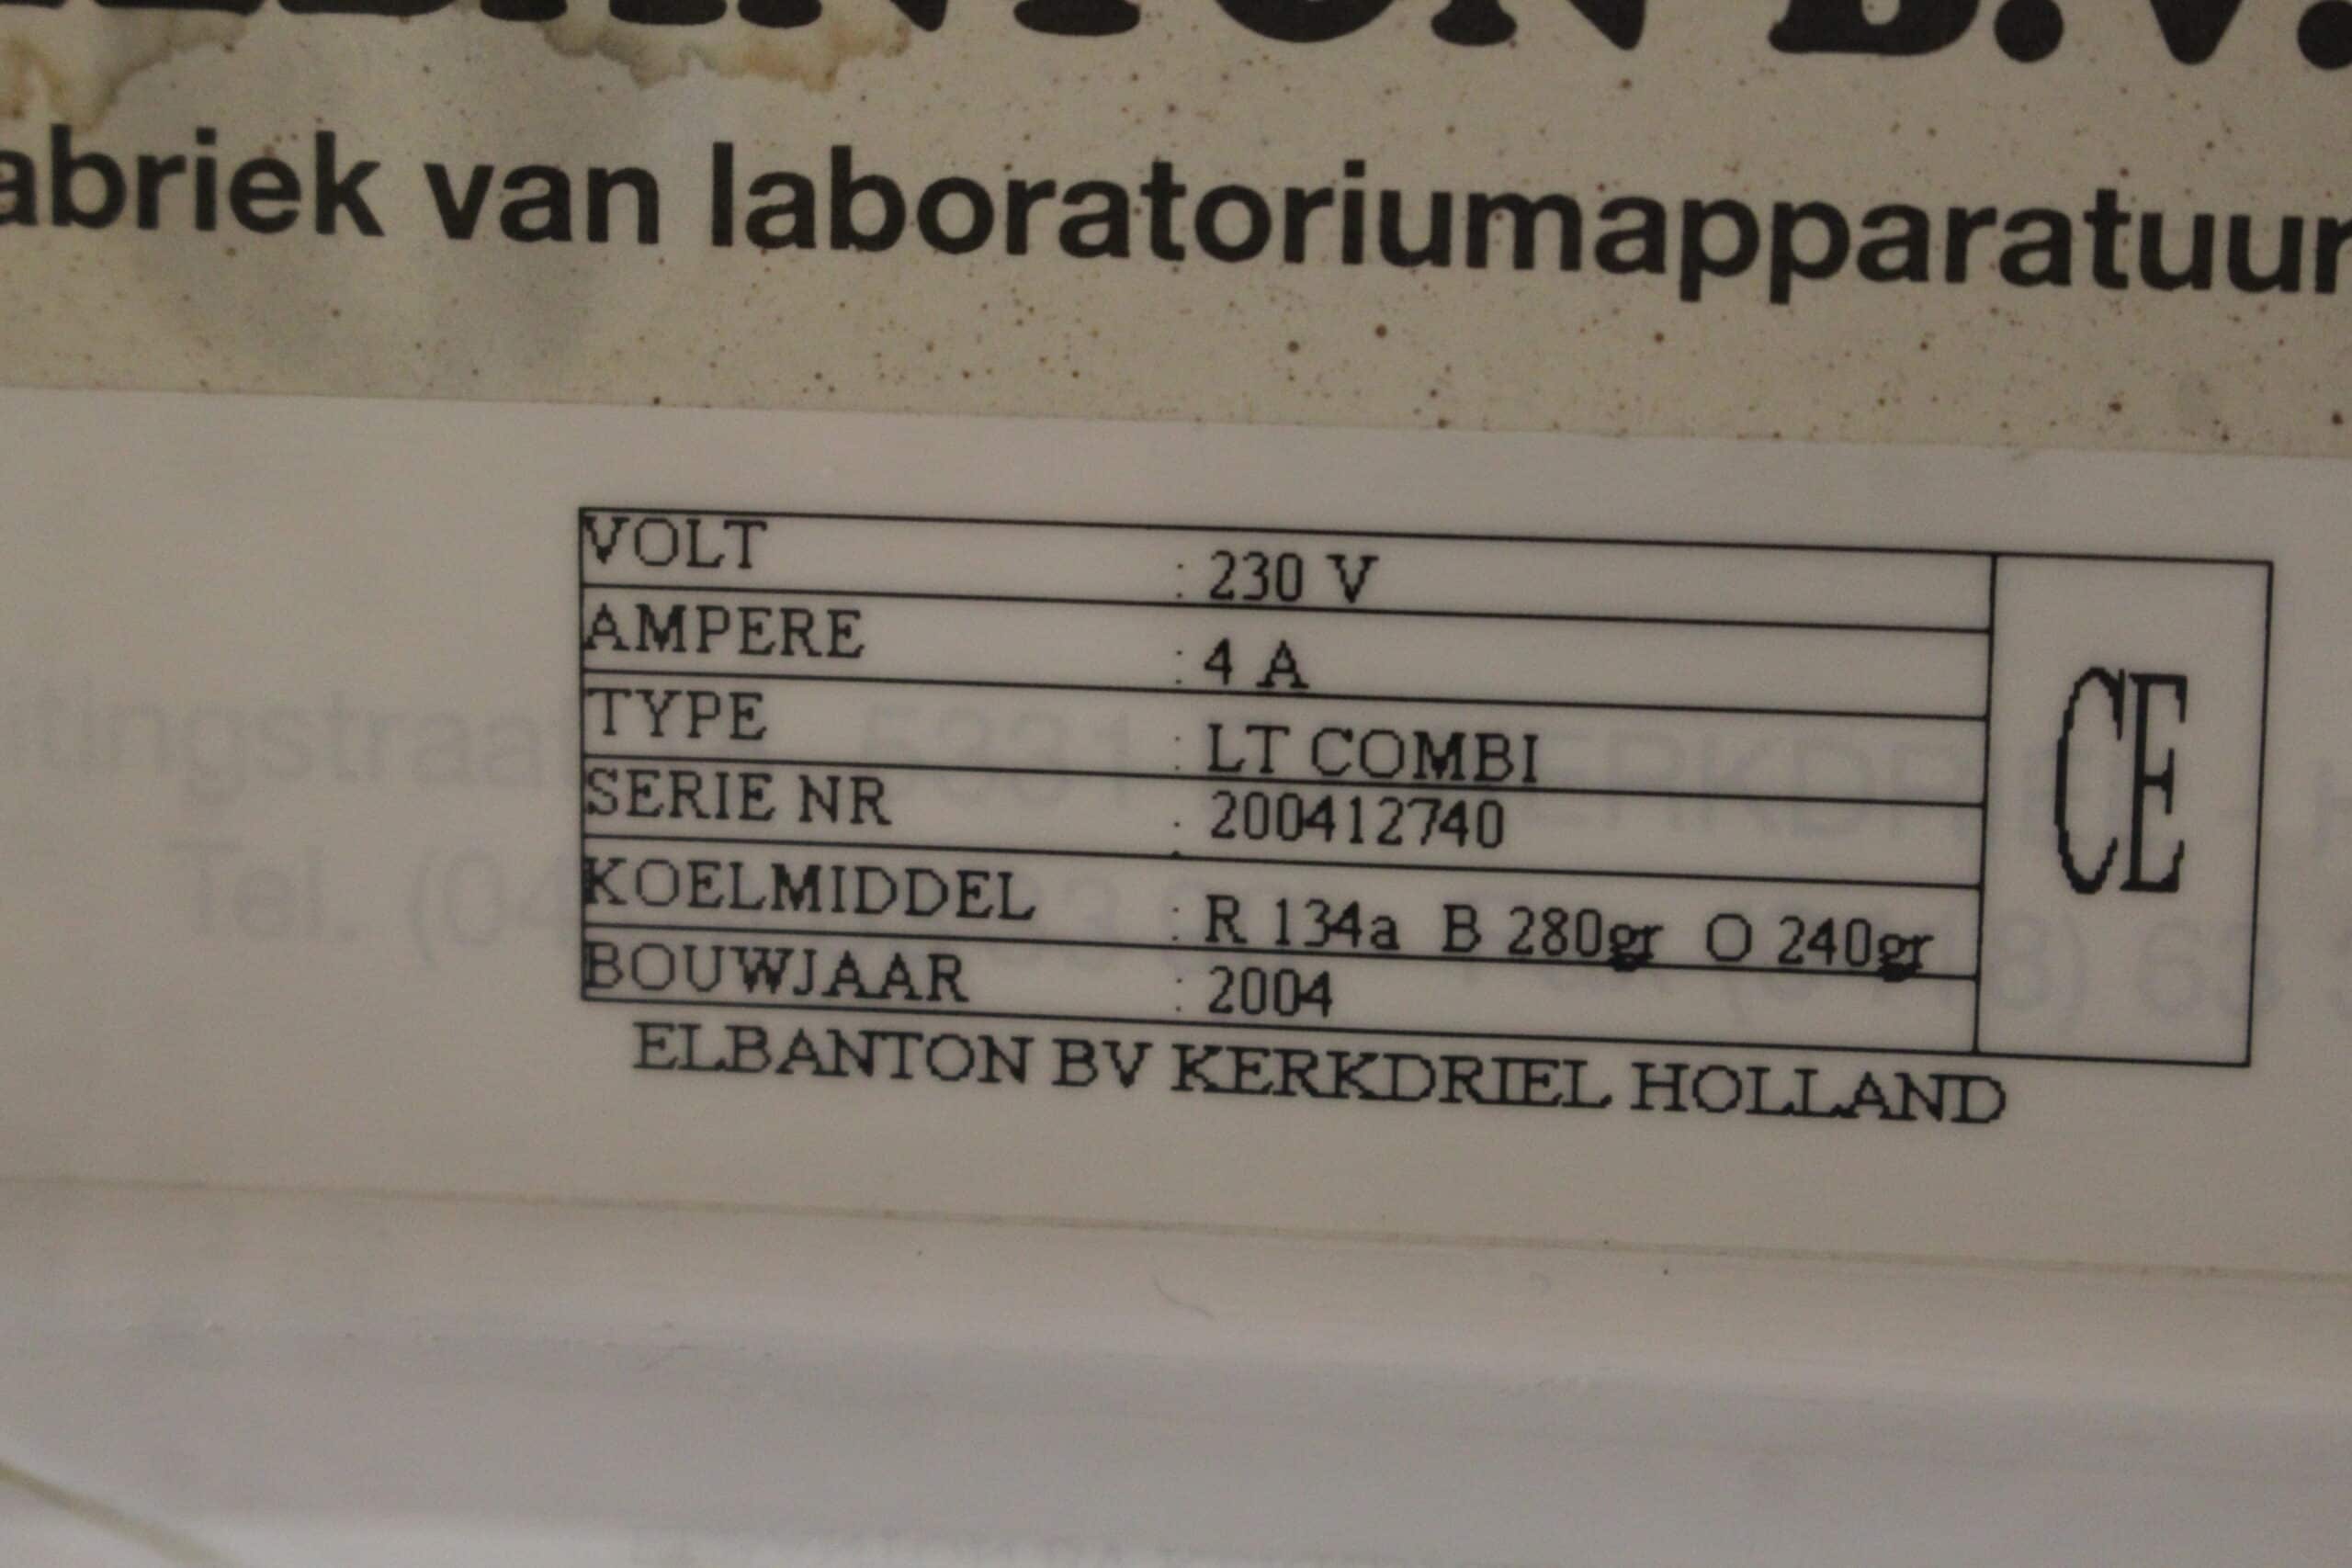 ELBANTON B.V.
abriek van laboratoriumapparatuur
VOLT : 230 V
AMPERE : 4 A
TYPE : LT COMBI
SERIE NR : 200412740
KOELMIDDEL : R 134a B 280gr O 240gr
BOUWJAAR : 2004
CE
ELBANTON BV KERKDRIEL HOLLAND